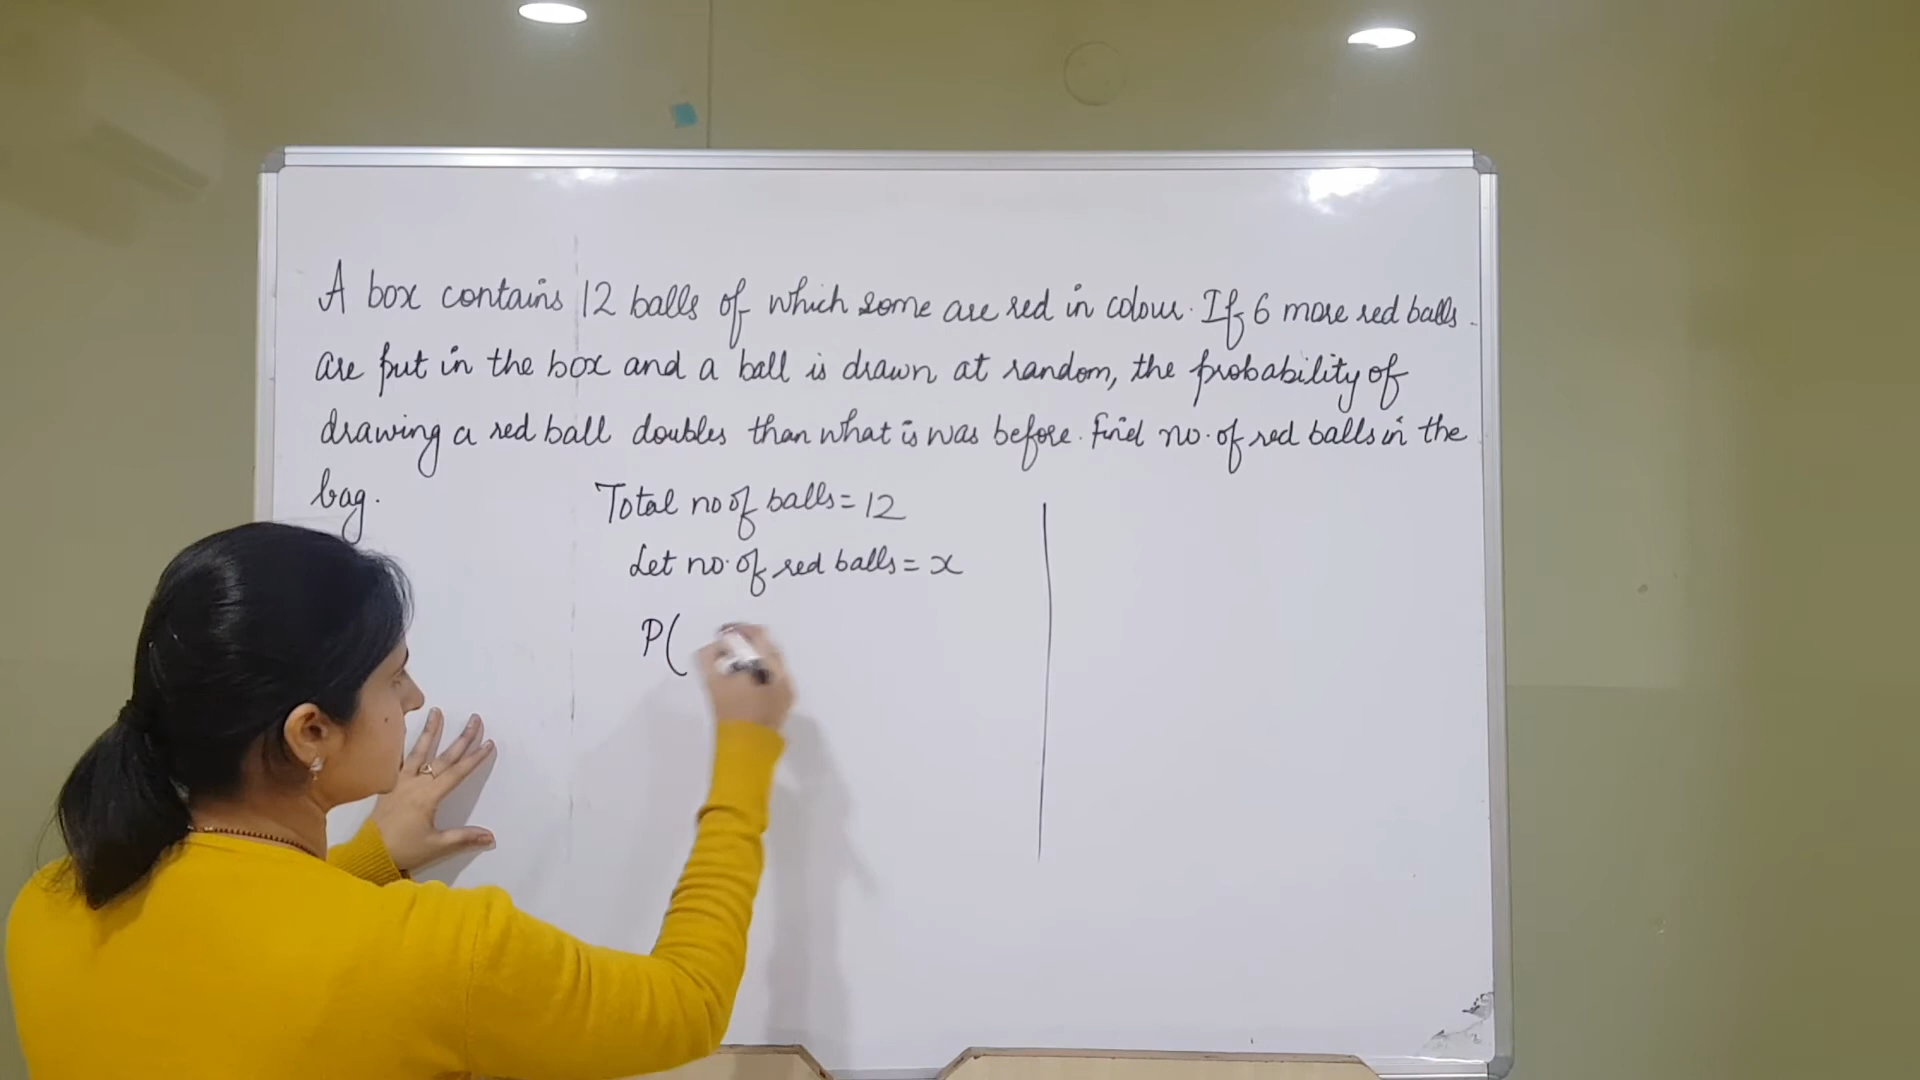 A box contains 12 balls of which some are red in colour. If 6 more red balls
are put in the box and a ball is drawn at random, the probability of
drawing a red ball doubles than what is was before. Find no. of red balls in the
bag.
Total no of balls = 12
Let no. of red balls = x
P(